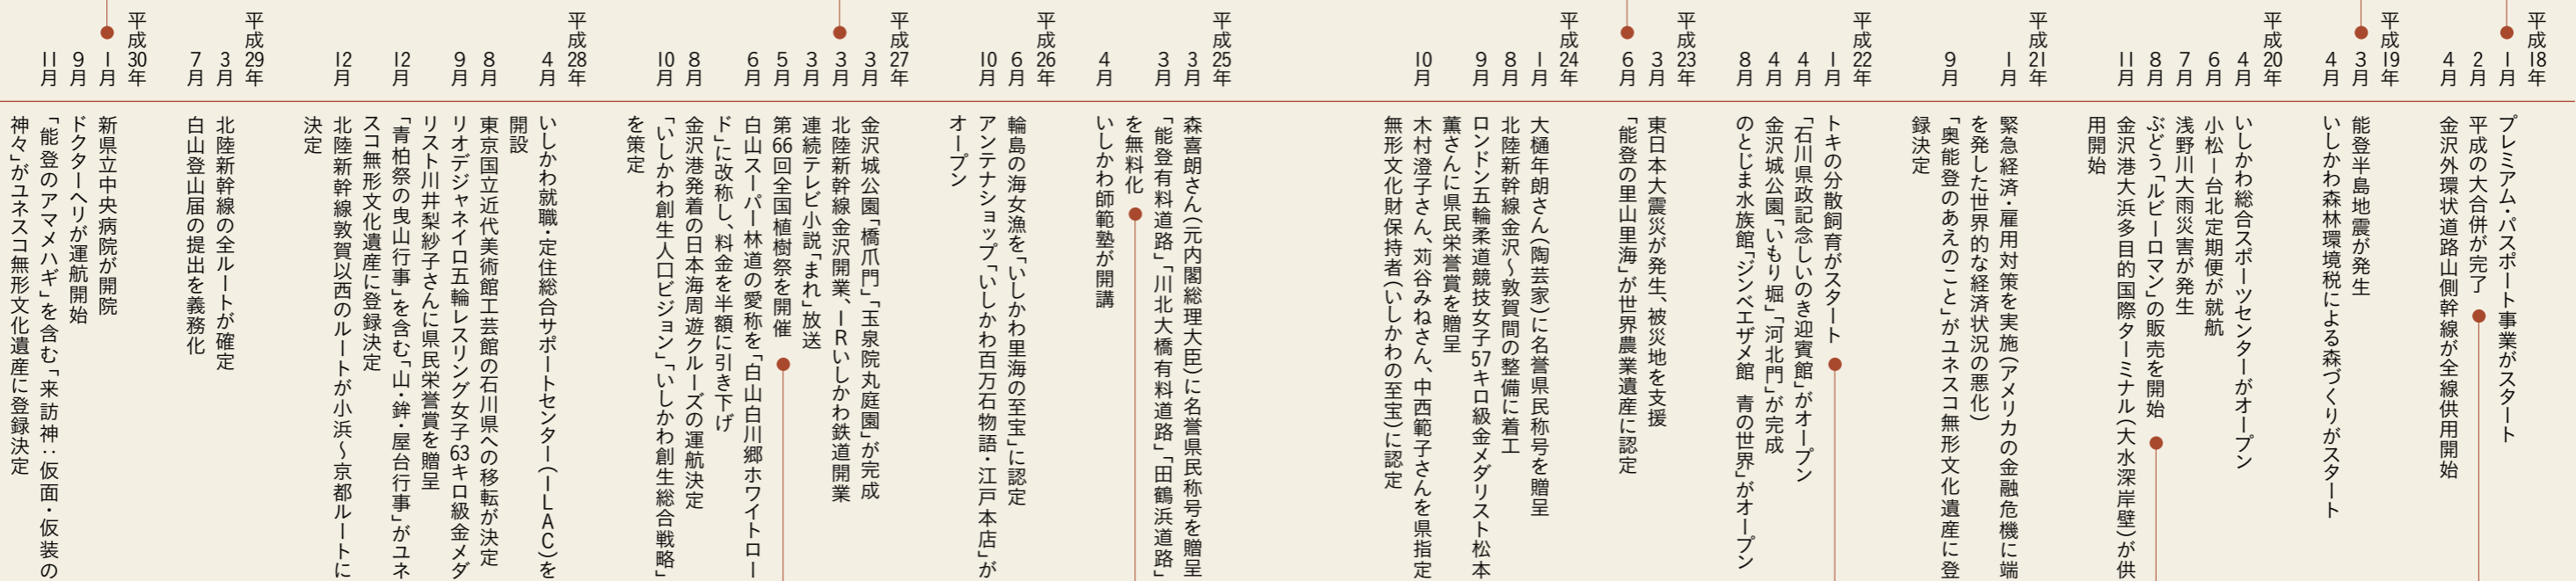 平成18年
1月
プレミアム・パスポート事業がスタート
2月
平成の大合併が完了
4月
金沢外環状道路山側幹線が全線供用開始
平成19年
3月
能登半島地震が発生
4月
いしかわ森林環境税による森づくりがスタート
平成20年
4月
いしかわ総合スポーツセンターがオープン
6月
小松ー台北定期便が就航
7月
浅野川大雨災害が発生
8月
ぶどう「ルビーロマン」の販売を開始
11月
金沢港大浜多目的国際ターミナル(大水深岸壁)が供
用開始
平成21年
1月
緊急経済・雇用対策を実施(アメリカの金融危機に端
を発した世界的な経済状況の悪化)
9月
「奥能登のあえのこと」がユネスコ無形文化遺産に登
録決定
平成22年
1月
トキの分散飼育がスタート
4月
「石川県政記念しいのき迎賓館」がオープン
4月
金沢城公園「いもり堀」「河北門」が完成
8月
のとじま水族館「ジンベエザメ館 青の世界」がオープン
平成23年
3月
東日本大震災が発生、被災地を支援
6月
「能登の里山里海」が世界農業遺産に認定
平成24年
1月
大樋年朗さん(陶芸家)に名誉県民称号を贈呈
8月
北陸新幹線金沢〜敦賀間の整備に着工
9月
ロンドン五輪柔道競技女子57キロ級金メダリスト松本
薫さんに県民栄誉賞を贈呈
10月
木村澄子さん、苅谷みねさん、中西範子さんを県指定
無形文化財保持者(いしかわの至宝)に認定
平成25年
3月
森喜朗さん(元内閣総理大臣)に名誉県民称号を贈呈
3月
「能登有料道路」「川北大橋有料道路」「田鶴浜道路」
を無料化
4月
いしかわ師範塾が開講
平成26年
6月
輪島の海女漁を「いしかわ里海の至宝」に認定
10月
アンテナショップ「いしかわ百万石物語・江戸本店」が
オープン
平成27年
3月
金沢城公園「橋爪門」「玉泉院丸庭園」が完成
3月
北陸新幹線金沢開業、IRいしかわ鉄道開業
3月
連続テレビ小説「まれ」放送
5月
第66回全国植樹祭を開催
6月
白山スーパー林道の愛称を「白山白川郷ホワイトロー
ド」に改称し、料金を半額に引き下げ
8月
金沢港発着の日本海周遊クルーズの運航決定
10月
「いしかわ創生人口ビジョン」「いしかわ創生総合戦略」
を策定
平成28年
4月
いしかわ就職・定住総合サポートセンター(ILAC)を
開設
8月
東京国立近代美術館工芸館の石川県への移転が決定
9月
リオデジャネイロ五輪レスリング女子63キロ級金メダ
リスト川井梨紗子さんに県民栄誉賞を贈呈
12月
「青柏祭の曳山行事」を含む「山・鉾・屋台行事」がユネ
スコ無形文化遺産に登録決定
12月
北陸新幹線敦賀以西のルートが小浜〜京都ルートに
決定
平成29年
3月
北陸新幹線の全ルートが確定
7月
白山登山届の提出を義務化
平成30年
1月
新県立中央病院が開院
9月
ドクターヘリが運航開始
11月
「能登のアマメハギ」を含む「来訪神:仮面・仮装の
神々」がユネスコ無形文化遺産に登録決定